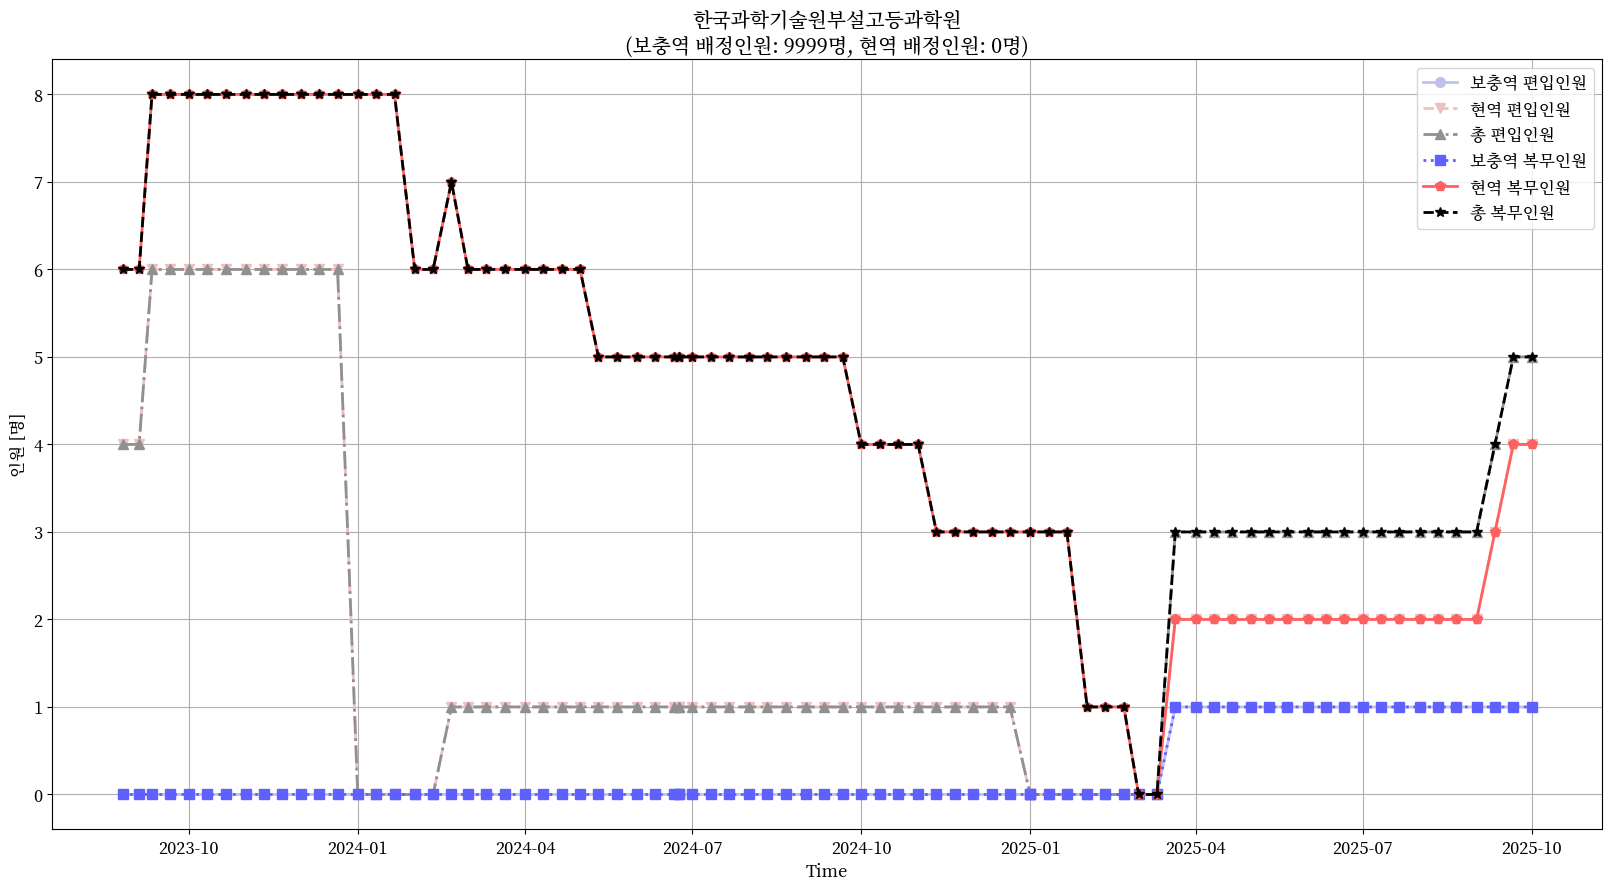 한국과학기술원부설고등과학원
(보충역 배정인원: 9999명, 현역 배정인원: 0명)
보충역 편입인원
현역 편입인원
총 편입인원
보충역 복무인원
현역 복무인원
총 복무인원
인원 [명]
8
7
6
5
4
3
2
1
0
2023-10
2024-01
2024-04
2024-07
2024-10
2025-01
2025-04
2025-07
2025-10
Time